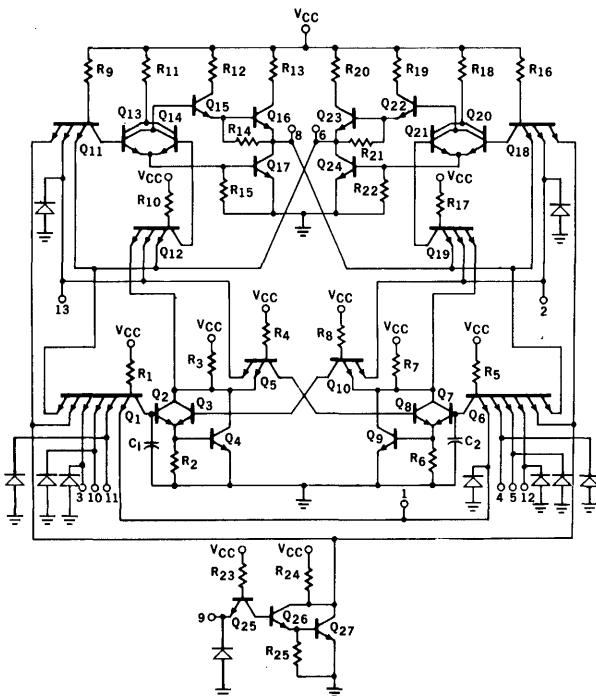 VCC
R9
R11
R12
R13
R20
R19
R18
R16
Q13
Q14
Q15
Q16
8
6
Q23
Q22
Q20
Q21
R14
R21
Q11
Q17
Q24
Q18
VCC
R15
R22
VCC
R10
R17
Q12
Q19
13
2
VCC
VCC
VCC
R4
R8
VCC
VCC
VCC
R1
R3
R7
R5
Q2
Q3
Q5
Q10
Q8
Q7
Q1
Q6
C1
Q4
Q9
C2
R2
R6
3
10
11
1
4
5
12
VCC
VCC
R23
R24
9
Q25
Q26
Q27
R25